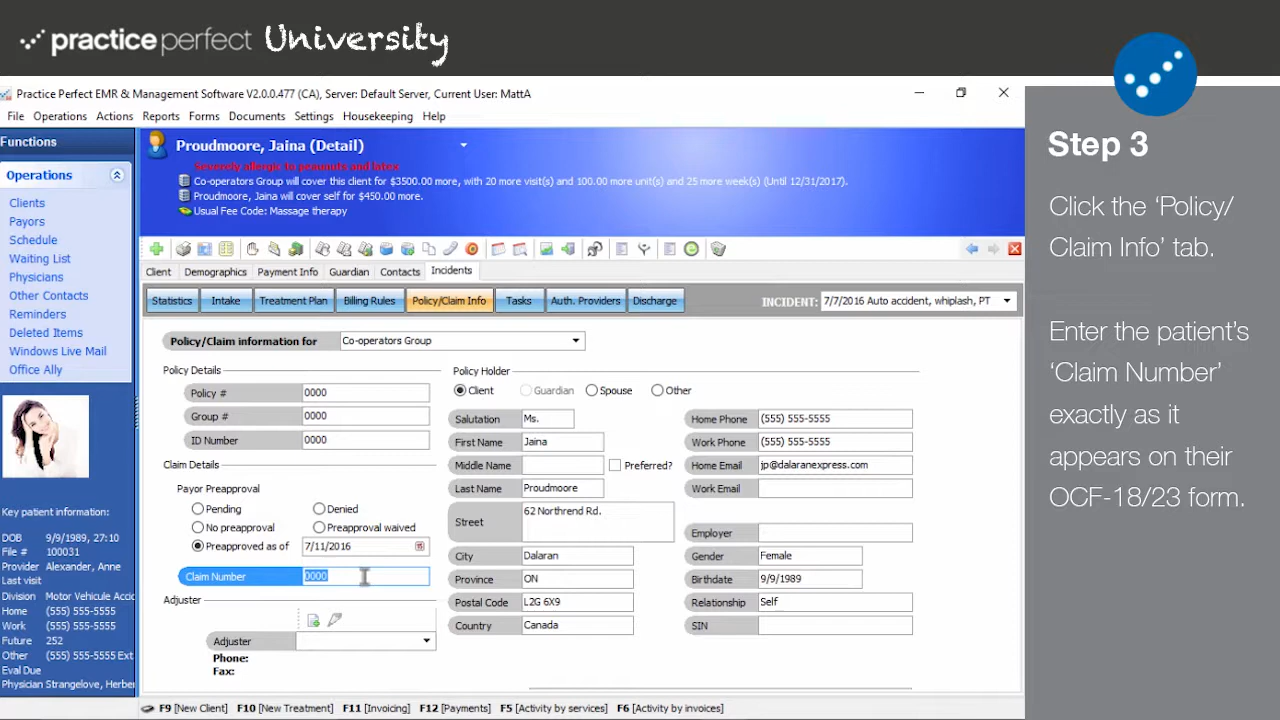 practice perfect University
Practice Perfect EMR & Management Software V2.0.0.477 (CA), Server: Default Server, Current User: MattA
File Operations Actions Reports Forms Documents Settings Housekeeping Help
Functions
Operations
Clients
Payors
Schedule
Waiting List
Physicians
Other Contacts
Reminders
Deleted Items
Windows Live Mail
Office Ally
Key patient information:
DOB 9/9/1989, 27:10
File # 100031
Provider Alexander, Anne
Last visit
Division Motor Vehicule Accid
Home (555) 555-5555
Work (555) 555-5555
Future 252
Other (555) 555-5555 Ext
Eval Due
Physician Strangelove, Herber
Proudmoore, Jaina (Detail)
Severely allergic to peanuts and latex
Co-operators Group will cover this client for $3500.00 more, with 20 more visit(s) and 100.00 more unit(s) and 25 more week(s) (Until 12/31/2017).
Proudmoore, Jaina will cover self for $450.00 more.
Usual Fee Code: Massage therapy
Client Demographics Payment Info Guardian Contacts Incidents
Statistics Intake Treatment Plan Billing Rules Policy/Claim Info Tasks Auth. Providers Discharge INCIDENT: 7/7/2016 Auto accident, whiplash, PT
Policy/Claim information for Co-operators Group
Policy Details
Policy # 0000
Group # 0000
ID Number 0000
Claim Details
Payor Preapproval
Pending Denied
No preapproval Preapproval waived
Preapproved as of 7/11/2016
Claim Number 0000
Adjuster
Adjuster
Phone:
Fax:
Policy Holder
Client Guardian Spouse Other
Salutation Ms.
First Name Jaina
Middle Name Preferred?
Last Name Proudmoore
Street 62 Northrend Rd.
City Dalaran
Province ON
Postal Code L2G 6X9
Country Canada
Home Phone (555) 555-5555
Work Phone (555) 555-5555
Home Email jp@dalaranexpress.com
Work Email
Employer
Gender Female
Birthdate 9/9/1989
Relationship Self
SIN
F9 [New Client] F10 [New Treatment] F11 [Invoicing] F12 [Payments] F5 [Activity by services] F6 [Activity by invoices]
Step 3
Click the ‘Policy/
Claim Info’ tab.
Enter the patient’s
‘Claim Number’
exactly as it
appears on their
OCF-18/23 form.